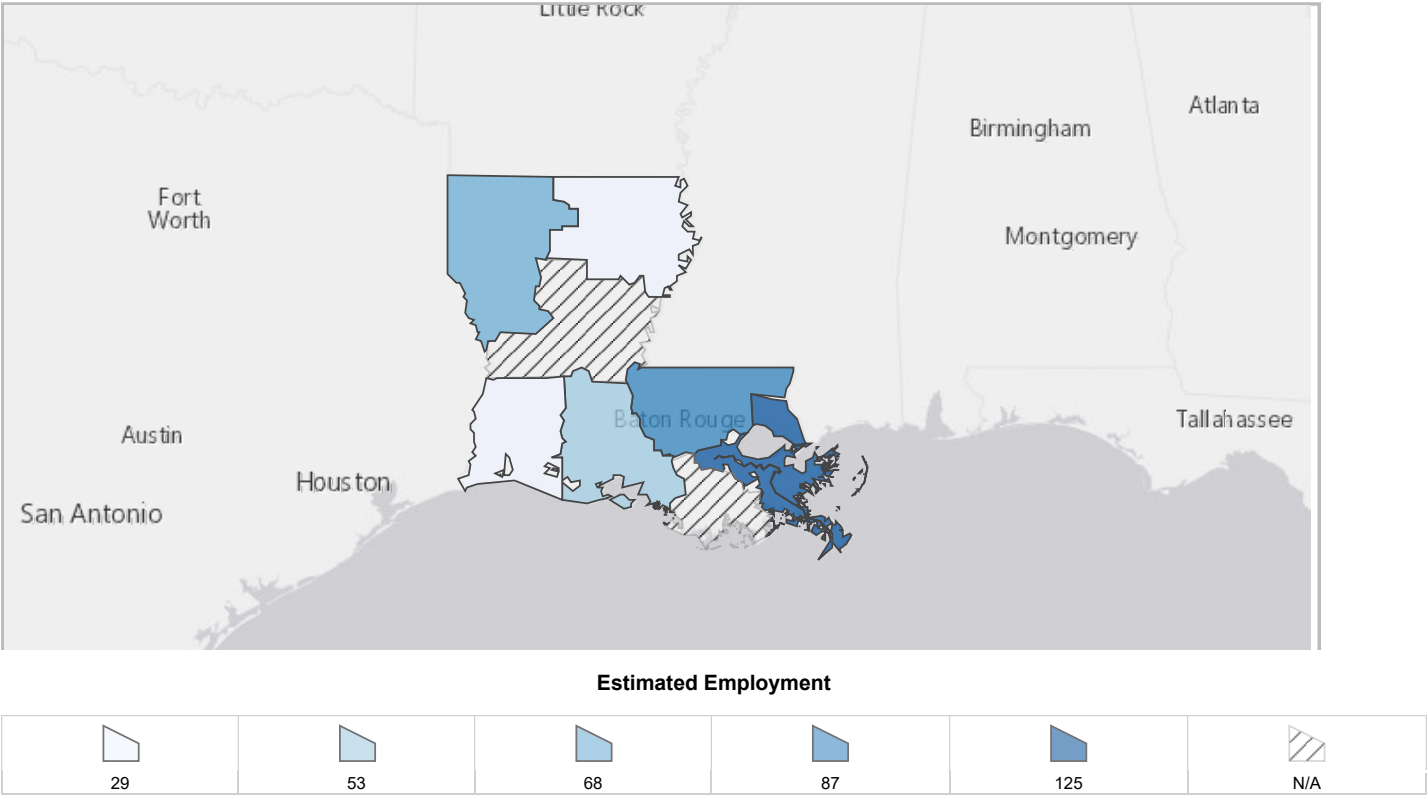 Little Rock
Atlanta
Birmingham
Fort
Worth
Montgomery
Baton Rouge
Tallahassee
Austin
Houston
San Antonio
Estimated Employment
29 53 68 87 125 N/A